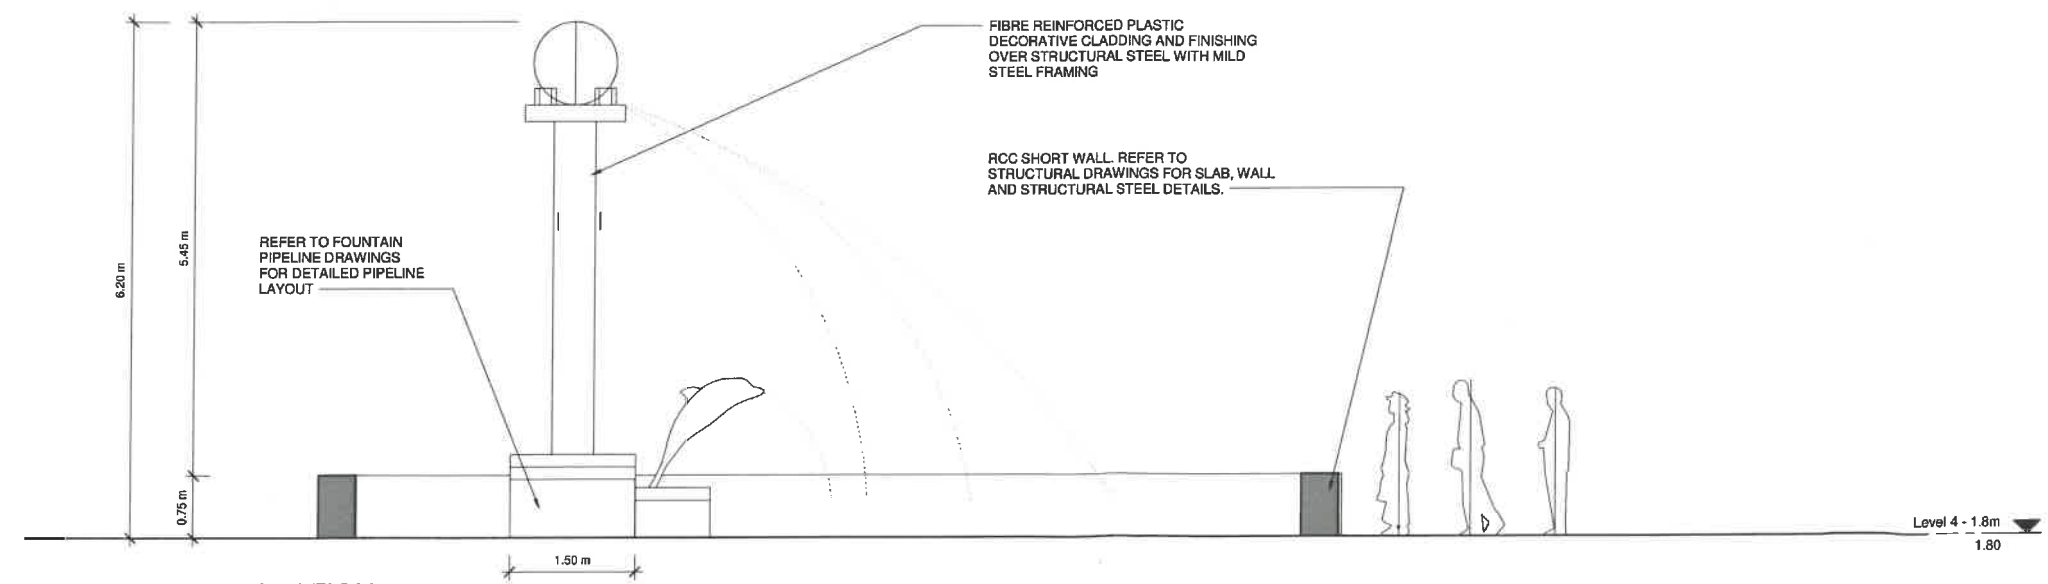 FIBRE REINFORCED PLASTIC
DECORATIVE CLADDING AND FINISHING
OVER STRUCTURAL STEEL WITH MILD
STEEL FRAMING
RCC SHORT WALL. REFER TO
STRUCTURAL DRAWINGS FOR SLAB, WALL
AND STRUCTURAL STEEL DETAILS.
REFER TO FOUNTAIN
PIPELINE DRAWINGS
FOR DETAILED PIPELINE
LAYOUT
6.20 m
5.45 m
0.75 m
1.50 m
Level 4 - 1.8m
1.80